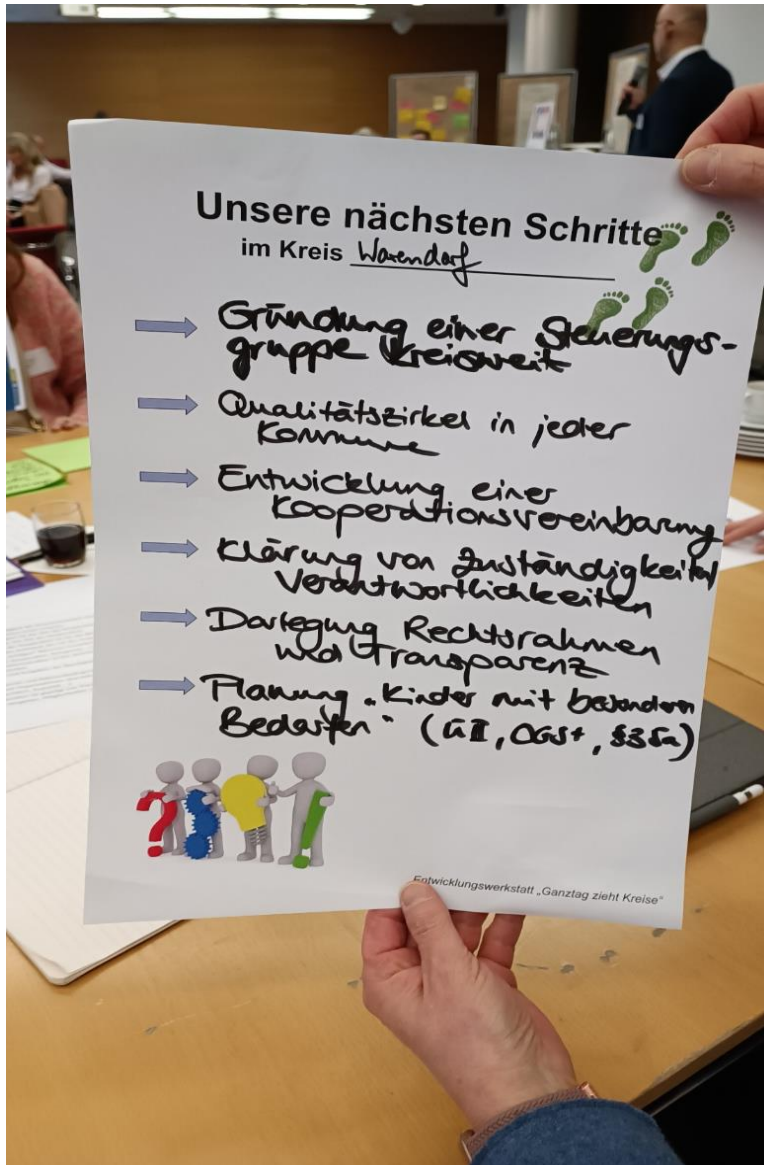 Unsere nächsten Schritte
im Kreis Warendorf
Gründung einer Steuerungs-
gruppe kreisweit
Qualitätszirkel in jeder
Kommune
Entwicklung einer
Kooperationsvereinbarung
Klärung von Zuständigkeiten/
Verantwortlichkeiten
Darlegung Rechtsrahmen
und Transparenz
Planung „Kinder mit besonderen
Bedarfen“ (OGS+, §35a)
Entwicklungswerkstatt „Ganztag zieht Kreise“